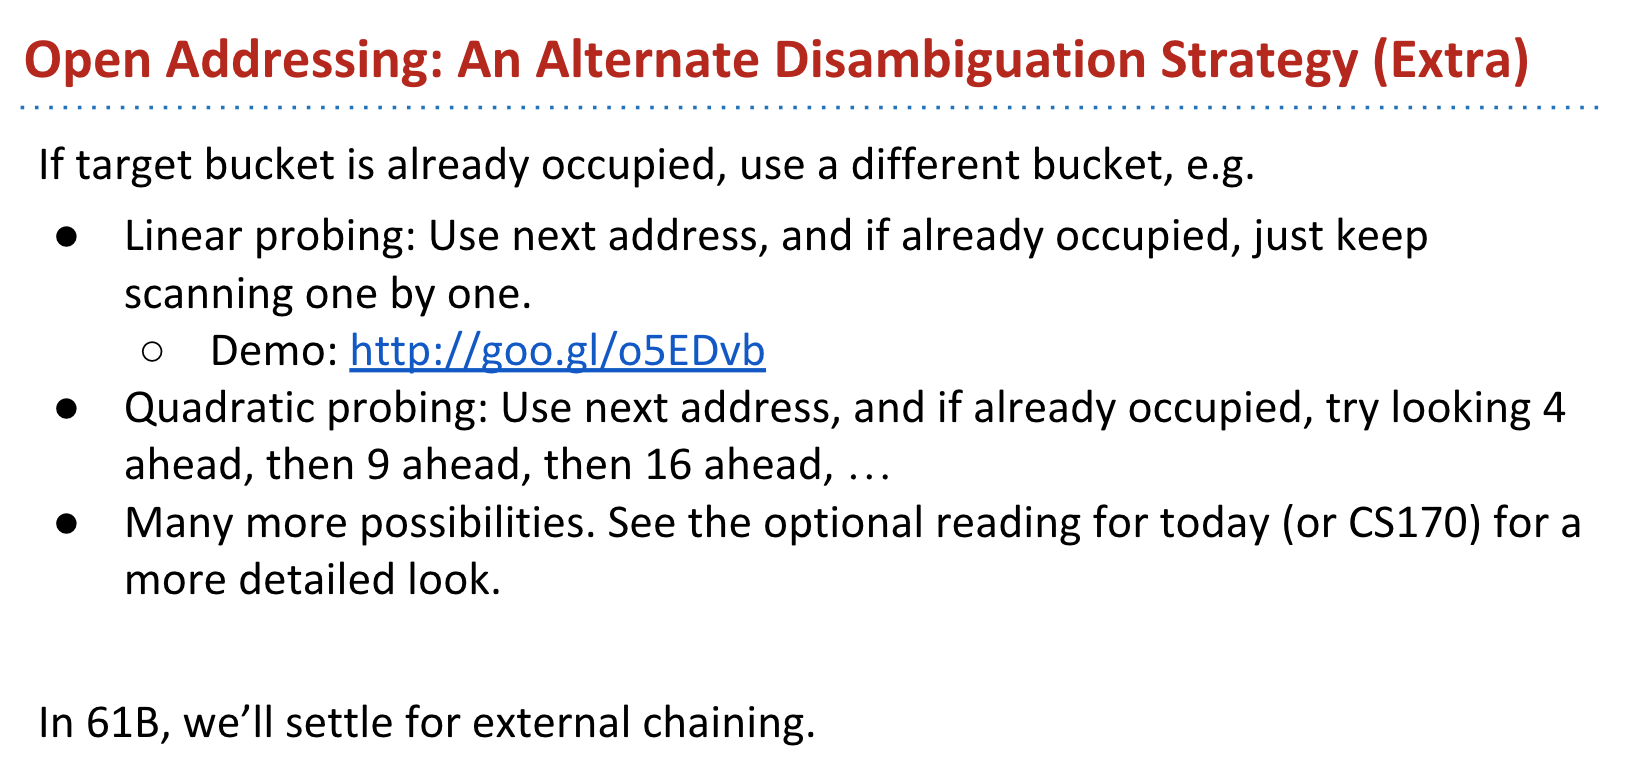 Open Addressing: An Alternate Disambiguation Strategy (Extra)
If target bucket is already occupied, use a different bucket, e.g.
● Linear probing: Use next address, and if already occupied, just keep
scanning one by one.
○ Demo: http://goo.gl/o5EDvb
● Quadratic probing: Use next address, and if already occupied, try looking 4
ahead, then 9 ahead, then 16 ahead, …
● Many more possibilities. See the optional reading for today (or CS170) for a
more detailed look.
In 61B, we’ll settle for external chaining.